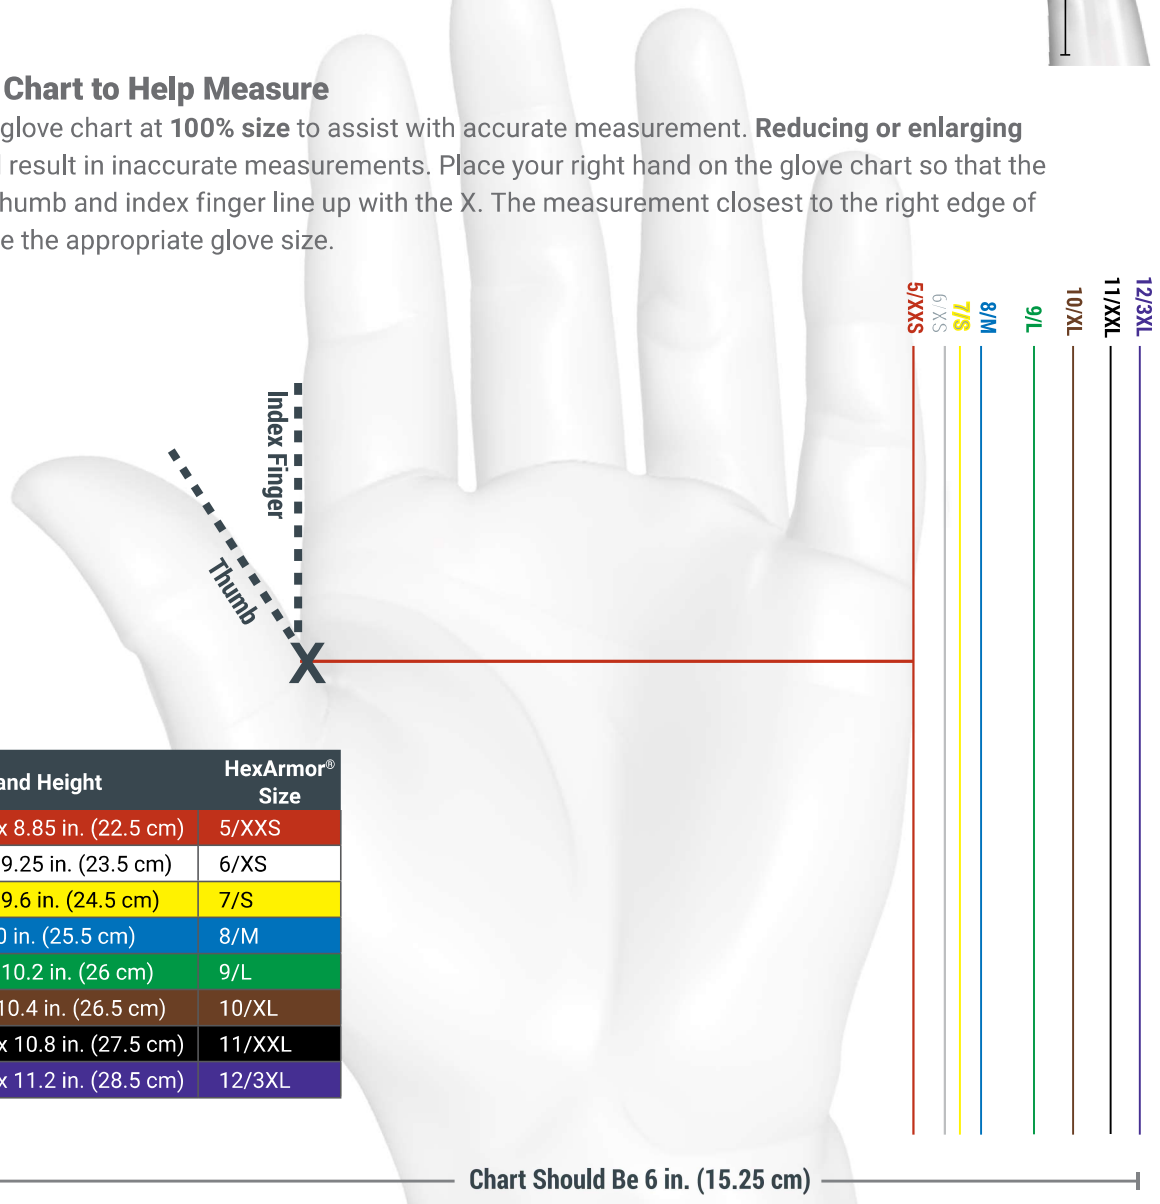 Chart to Help Measure
glove chart at 100% size to assist with accurate measurement. Reducing or enlarging
result in inaccurate measurements. Place your right hand on the glove chart so that the
humb and index finger line up with the X. The measurement closest to the right edge of
e the appropriate glove size.
5/XXS
6/XS
7/S
8/M
9/L
10/XL
11/XXL
12/3XL
Index Finger
Thumb
X
and Height HexArmor®
Size
x 8.85 in. (22.5 cm) 5/XXS
9.25 in. (23.5 cm) 6/XS
9.6 in. (24.5 cm) 7/S
0 in. (25.5 cm) 8/M
10.2 in. (26 cm) 9/L
10.4 in. (26.5 cm) 10/XL
x 10.8 in. (27.5 cm) 11/XXL
x 11.2 in. (28.5 cm) 12/3XL
Chart Should Be 6 in. (15.25 cm)